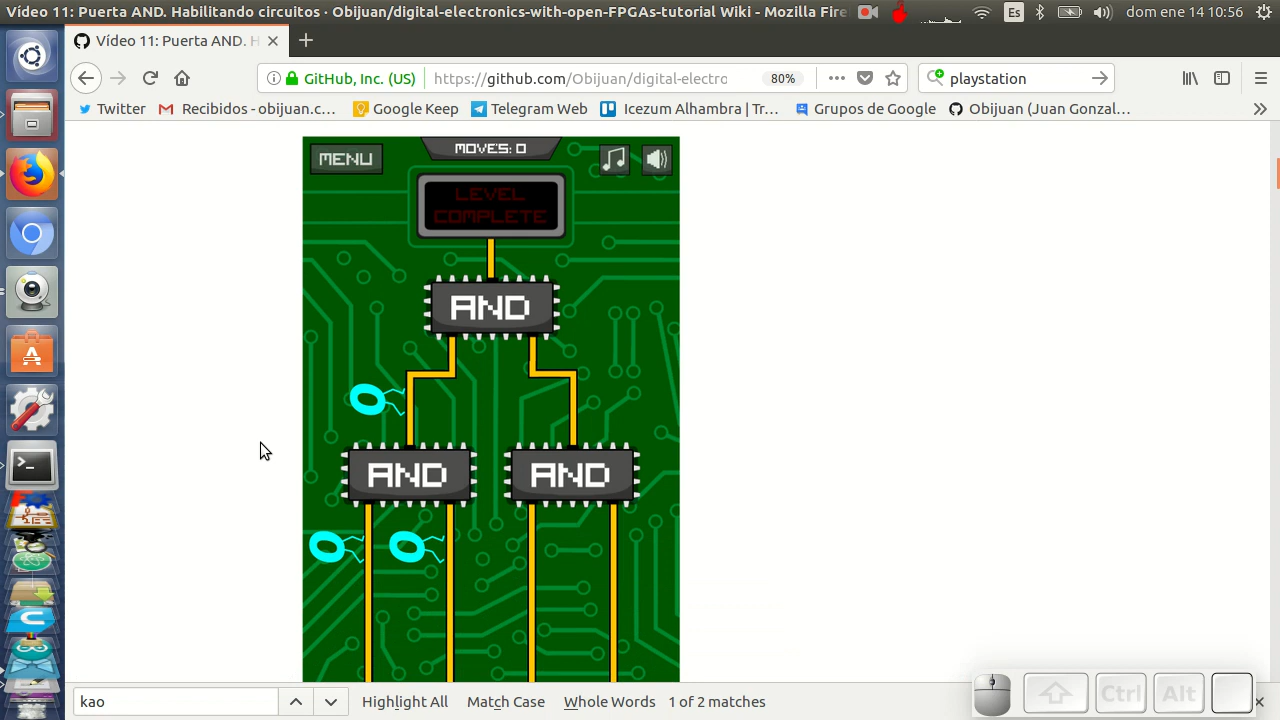 Vídeo 11: Puerta AND. Habilitando circuitos · Obijuan/digital-electronics-with-open-FPGAs-tutorial Wiki - Mozilla Fire
Es
dom ene 14 10:56
Vídeo 11: Puerta AND. H
GitHub, Inc. (US)
https://github.com/Obijuan/digital-electro
80%
playstation
Twitter
Recibidos - obijuan.c...
Google Keep
Telegram Web
Icezum Alhambra | Tr...
Grupos de Google
Obijuan (Juan Gonzal...
MENU
MOVES: 0
LEVEL
COMPLETE
AND
0
AND
AND
0
0
kao
Highlight All
Match Case
Whole Words
1 of 2 matches
Ctrl
Alt